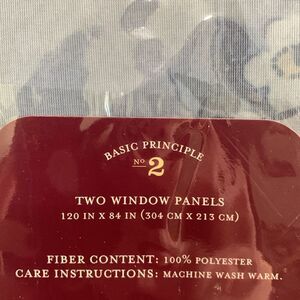 BASIC PRINCIPLE
No. 2
TWO WINDOW PANELS
120 IN X 84 IN (304 CM X 213 CM)
FIBER CONTENT: 100% POLYESTER
CARE INSTRUCTIONS: MACHINE WASH WARM.